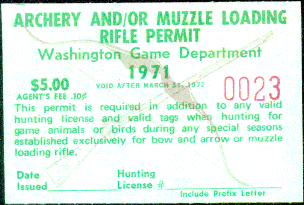 ARCHERY AND/OR MUZZLE LOADING
RIFLE PERMIT
Washington Game Department
1971
$5.00
AGENT'S FEE .10¢
VOID AFTER MARCH 31, 1972
0023
This permit is required in addition to any valid
hunting license and valid tags when hunting for
game animals or birds during any special seasons
established exclusively for bow and arrow or muzzle
loading rifle.
Date
Issued
Hunting
License #
Include Prefix Letter